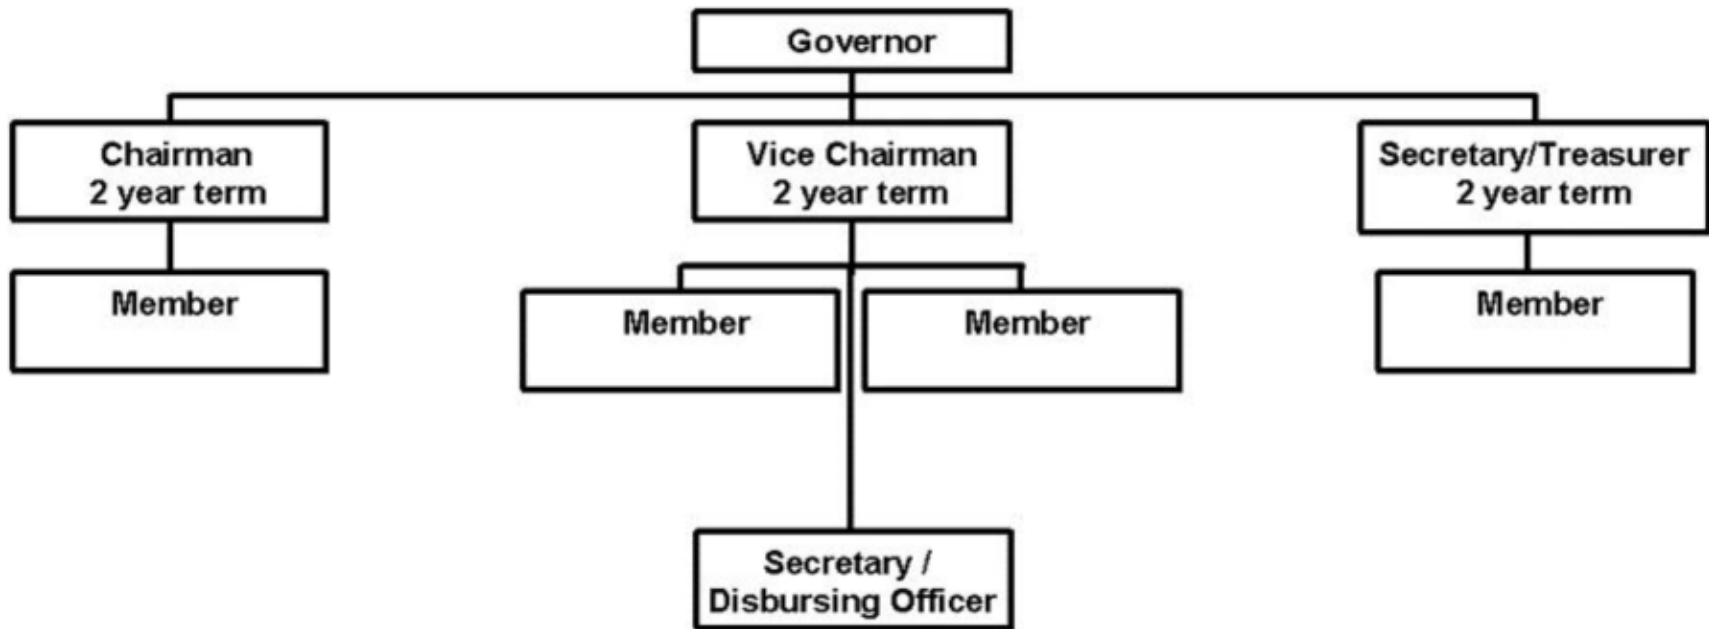 Governor
Chairman
2 year term
Vice Chairman
2 year term
Secretary/Treasurer
2 year term
Member
Member
Member
Member
Secretary /
Disbursing Officer